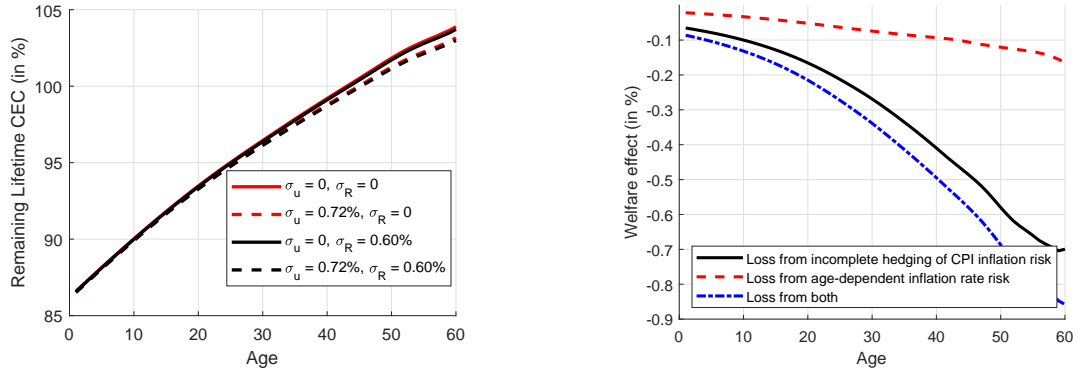 105
100
95
90
85
0
10
20
30
40
50
60
Age
Remaining Lifetime CEC (in %)
σu = 0, σR = 0
σu = 0.72%, σR = 0
σu = 0, σR = 0.60%
σu = 0.72%, σR = 0.60%
-0.1
-0.2
-0.3
-0.4
-0.5
-0.6
-0.7
-0.8
-0.9
0
10
20
30
40
50
60
Age
Welfare effect (in %)
Loss from incomplete hedging of CPI inflation risk
Loss from age-dependent inflation rate risk
Loss from both